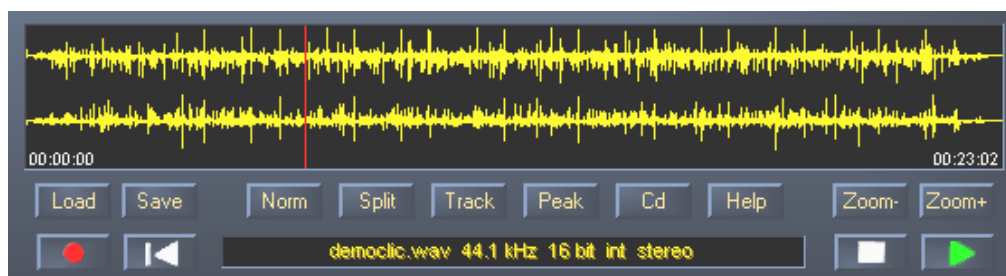 00:00:00 00:23:02
Load Save Norm Split Track Peak Cd Help Zoom- Zoom+
democlic.wav 44.1 kHz 16 bit int stereo